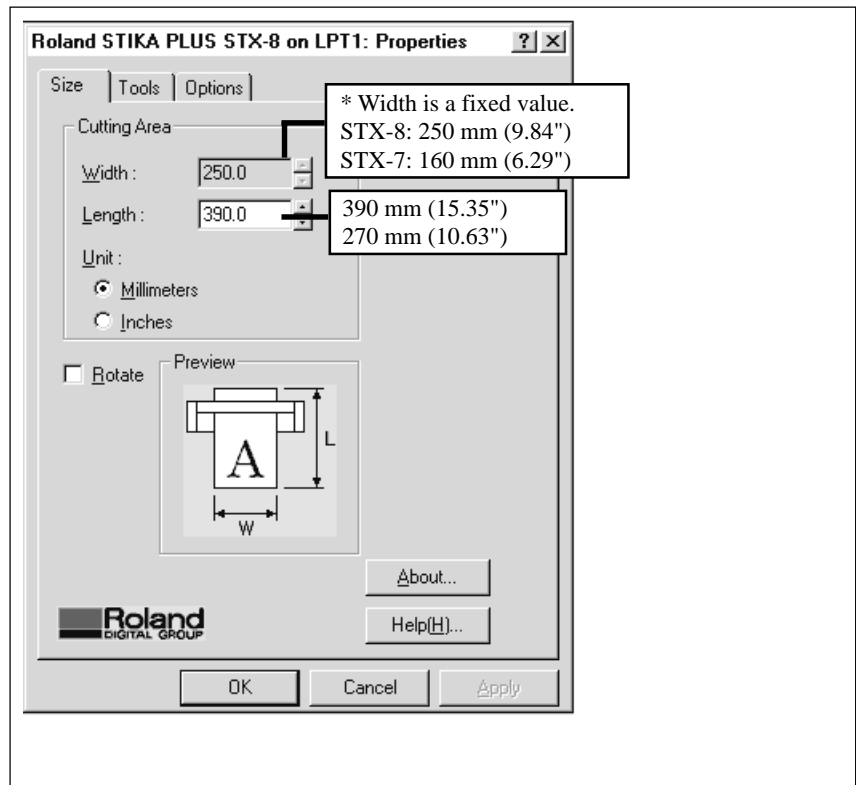 Roland STIKA PLUS STX-8 on LPT1: Properties
Size Tools Options
* Width is a fixed value.
STX-8: 250 mm (9.84")
STX-7: 160 mm (6.29")
Cutting Area
Width : 250.0
Length : 390.0
390 mm (15.35")
270 mm (10.63")
Unit :
Millimeters
Inches
Rotate
Preview
A
L
W
About...
Roland
DIGITAL GROUP
Help(H)...
OK Cancel Apply